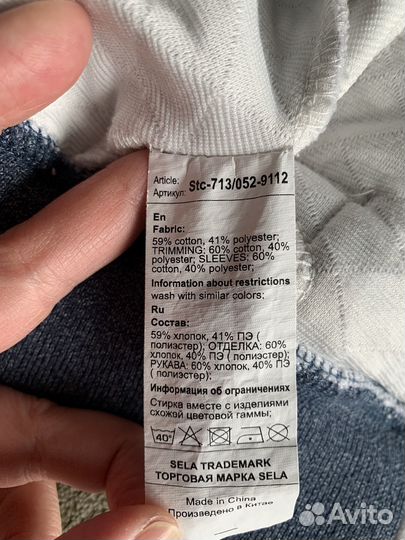 Article: Stc-713/052-9112
Артикул:
En
Fabric:
59% cotton, 41% polyester;
TRIMMING: 60% cotton, 40%
polyester; SLEEVES: 60%
cotton, 40% polyester;
Information about restrictions
wash with similar colors;
Ru
Состав:
59% хлопок, 41% ПЭ (
полиэстер); ОТДЕЛКА: 60%
хлопок, 40% ПЭ (полиэстер);
РУКАВА: 60% хлопок, 40% ПЭ
( полиэстер);
Информация об ограничениях
Стирка вместе с изделиями
схожей цветовой гаммы;
40°
SELA TRADEMARK
ТОРГОВАЯ МАРКА SELA
Made in China
Произведено в Китае
Avito